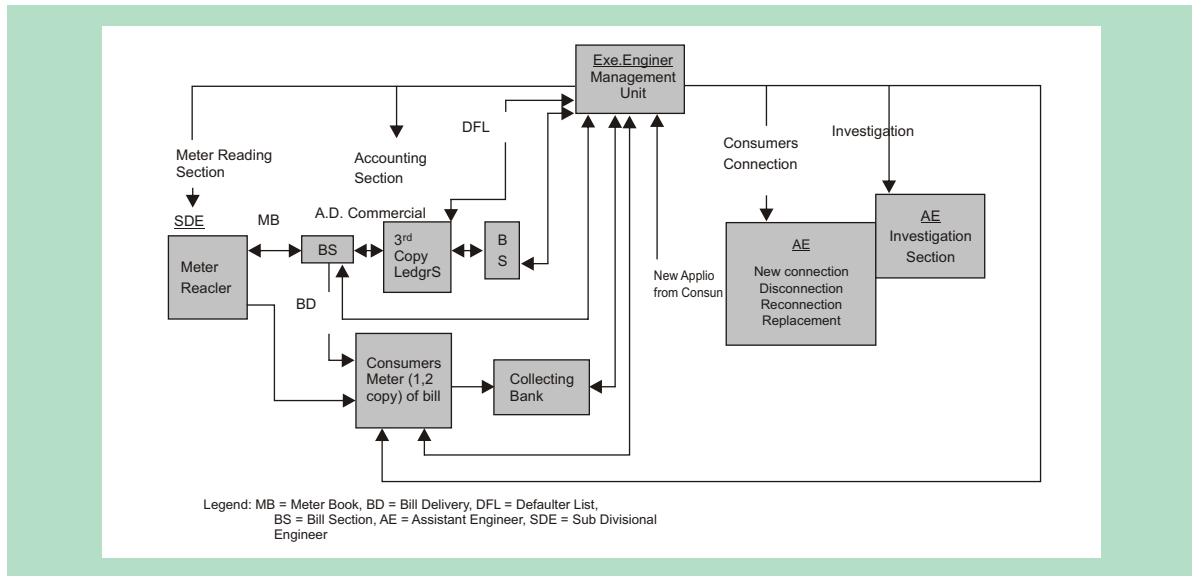 Exe.Enginer
Management
Unit
DFL
Meter Reading
Section
Accounting
Section
Consumers
Connection
Investigation
SDE
MB
A.D. Commercial
Meter
Reacler
BS
3rd
Copy
LedgrS
B
S
BD
New Applio
from Consun
AE
New connection
Disconnection
Reconnection
Replacement
AE
Investigation
Section
Consumers
Meter (1,2
copy) of bill
Collecting
Bank
Legend: MB = Meter Book, BD = Bill Delivery, DFL = Defaulter List,
BS = Bill Section, AE = Assistant Engineer, SDE = Sub Divisional
Engineer